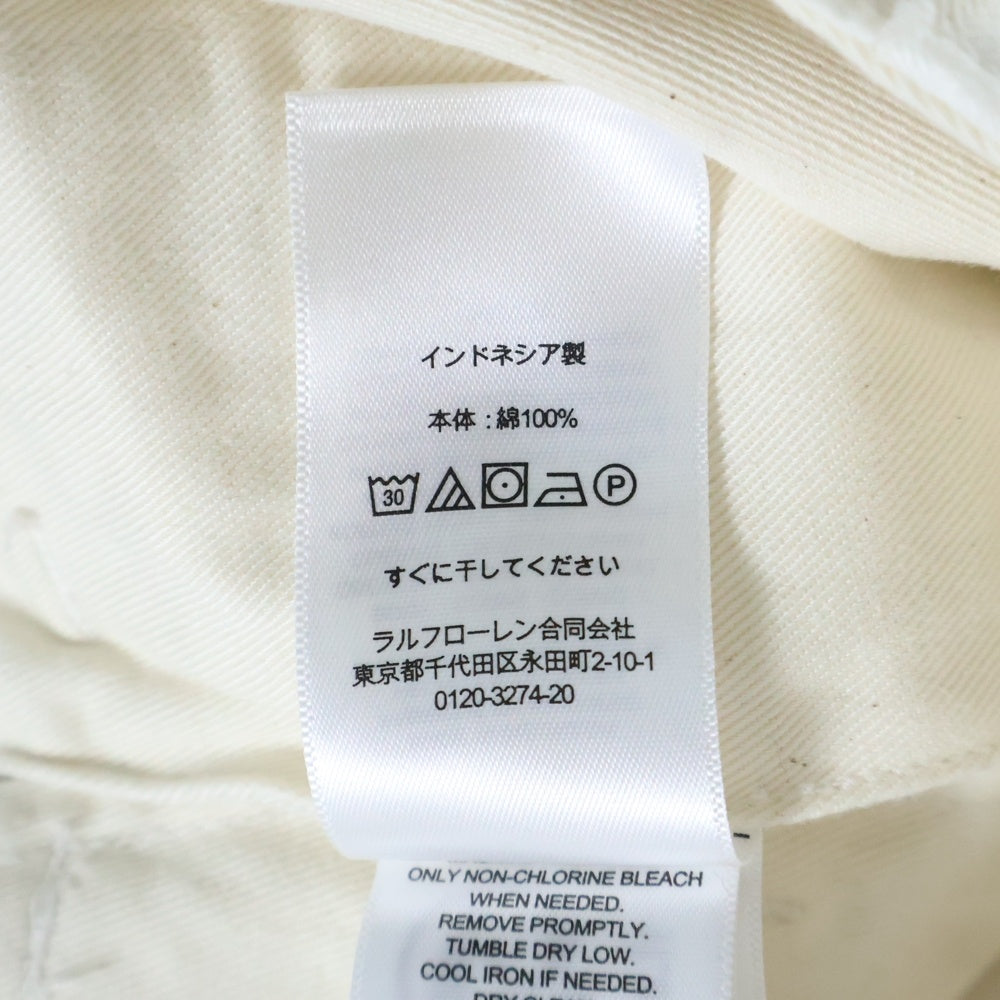 インドネシア製
本体:綿100%
30 P
すぐに干してください
ラルフローレン合同会社
東京都千代田区永田町2-10-1
0120-3274-20
ONLY NON-CHLORINE BLEACH
WHEN NEEDED.
REMOVE PROMPTLY.
TUMBLE DRY LOW.
COOL IRON IF NEEDED.